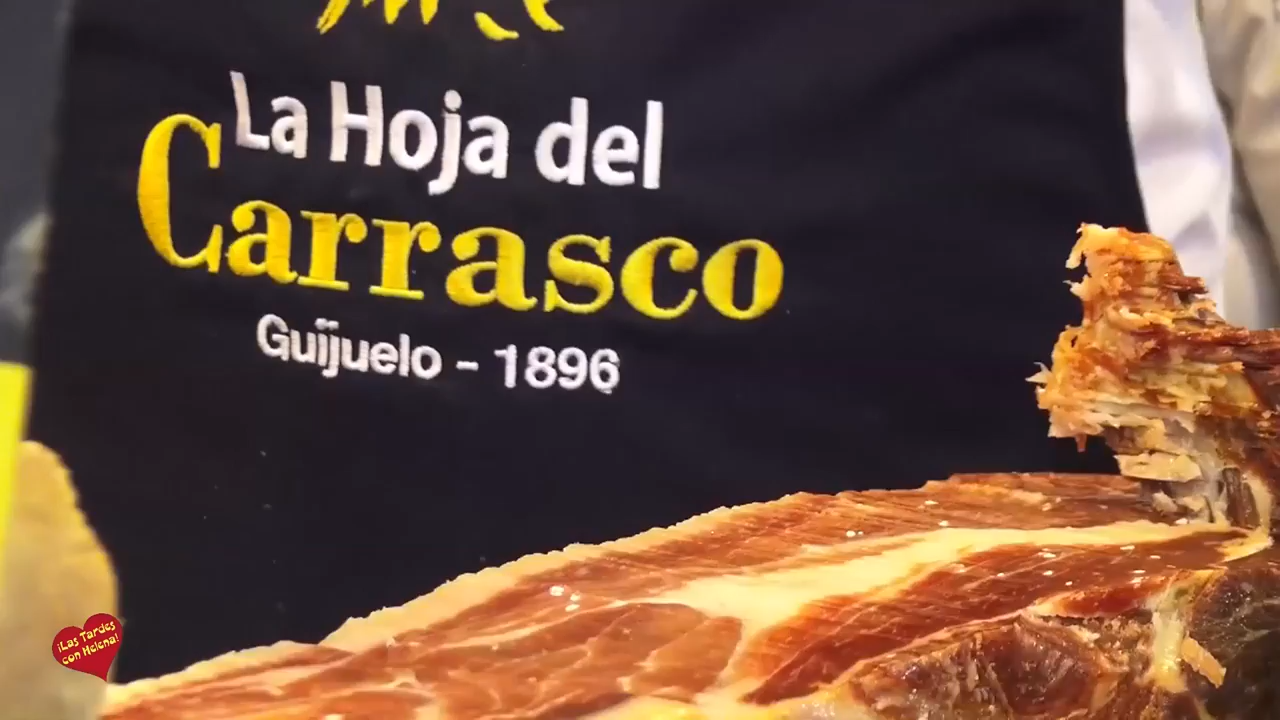 La Hoja del
Carrasco
Guijuelo - 1896
¡Las Tardes
con Helena!